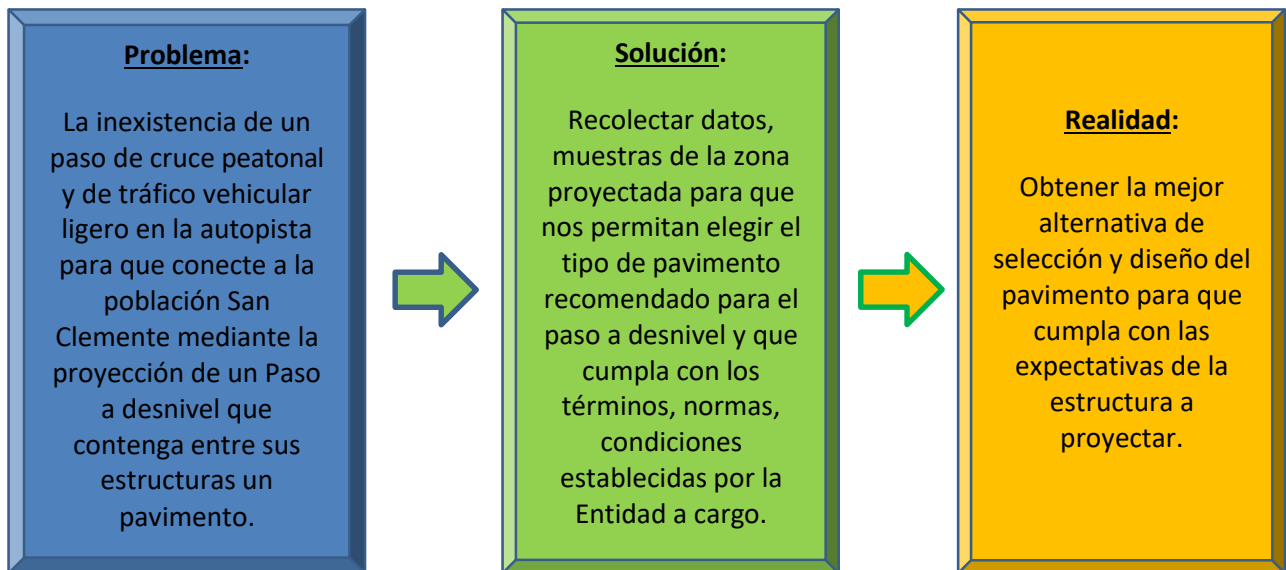 Problema:
La inexistencia de un
paso de cruce peatonal
y de tráfico vehicular
ligero en la autopista
para que conecte a la
población San
Clemente mediante la
proyección de un Paso
a desnivel que
contenga entre sus
estructuras un
pavimento.
Solución:
Recolectar datos,
muestras de la zona
proyectada para que
nos permitan elegir el
tipo de pavimento
recomendado para el
paso a desnivel y que
cumpla con los
términos, normas,
condiciones
establecidas por la
Entidad a cargo.
Realidad:
Obtener la mejor
alternativa de
selección y diseño del
pavimento para que
cumpla con las
expectativas de la
estructura a
proyectar.